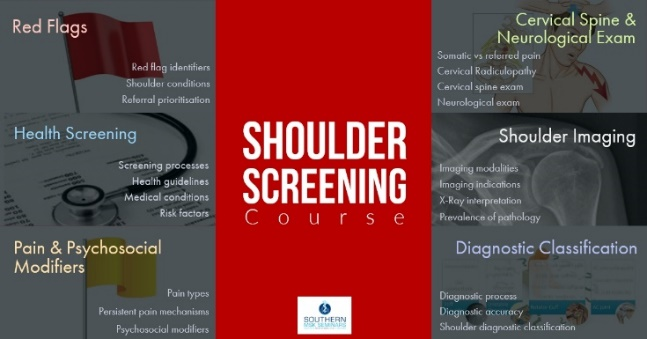 Red Flags
Red flag identifiers
Shoulder conditions
Referral prioritisation
Health Screening
Screening processes
Health guidelines
Medical conditions
Risk factors
Pain & Psychosocial
Modifiers
Pain types
Persistent pain mechanisms
Psychosocial modifiers
SHOULDER
SCREENING
Course
SOUTHERN
MSK SEMINARS
Cervical Spine &
Neurological Exam
Somatic vs referred pain
Cervical Radiculopathy
Cervical spine exam
Neurological exam
Shoulder Imaging
Imaging modalities
Imaging indications
X-Ray interpretation
Prevalence of pathology
Diagnostic Classification
Diagnostic process
Diagnostic accuracy
Shoulder diagnostic classification